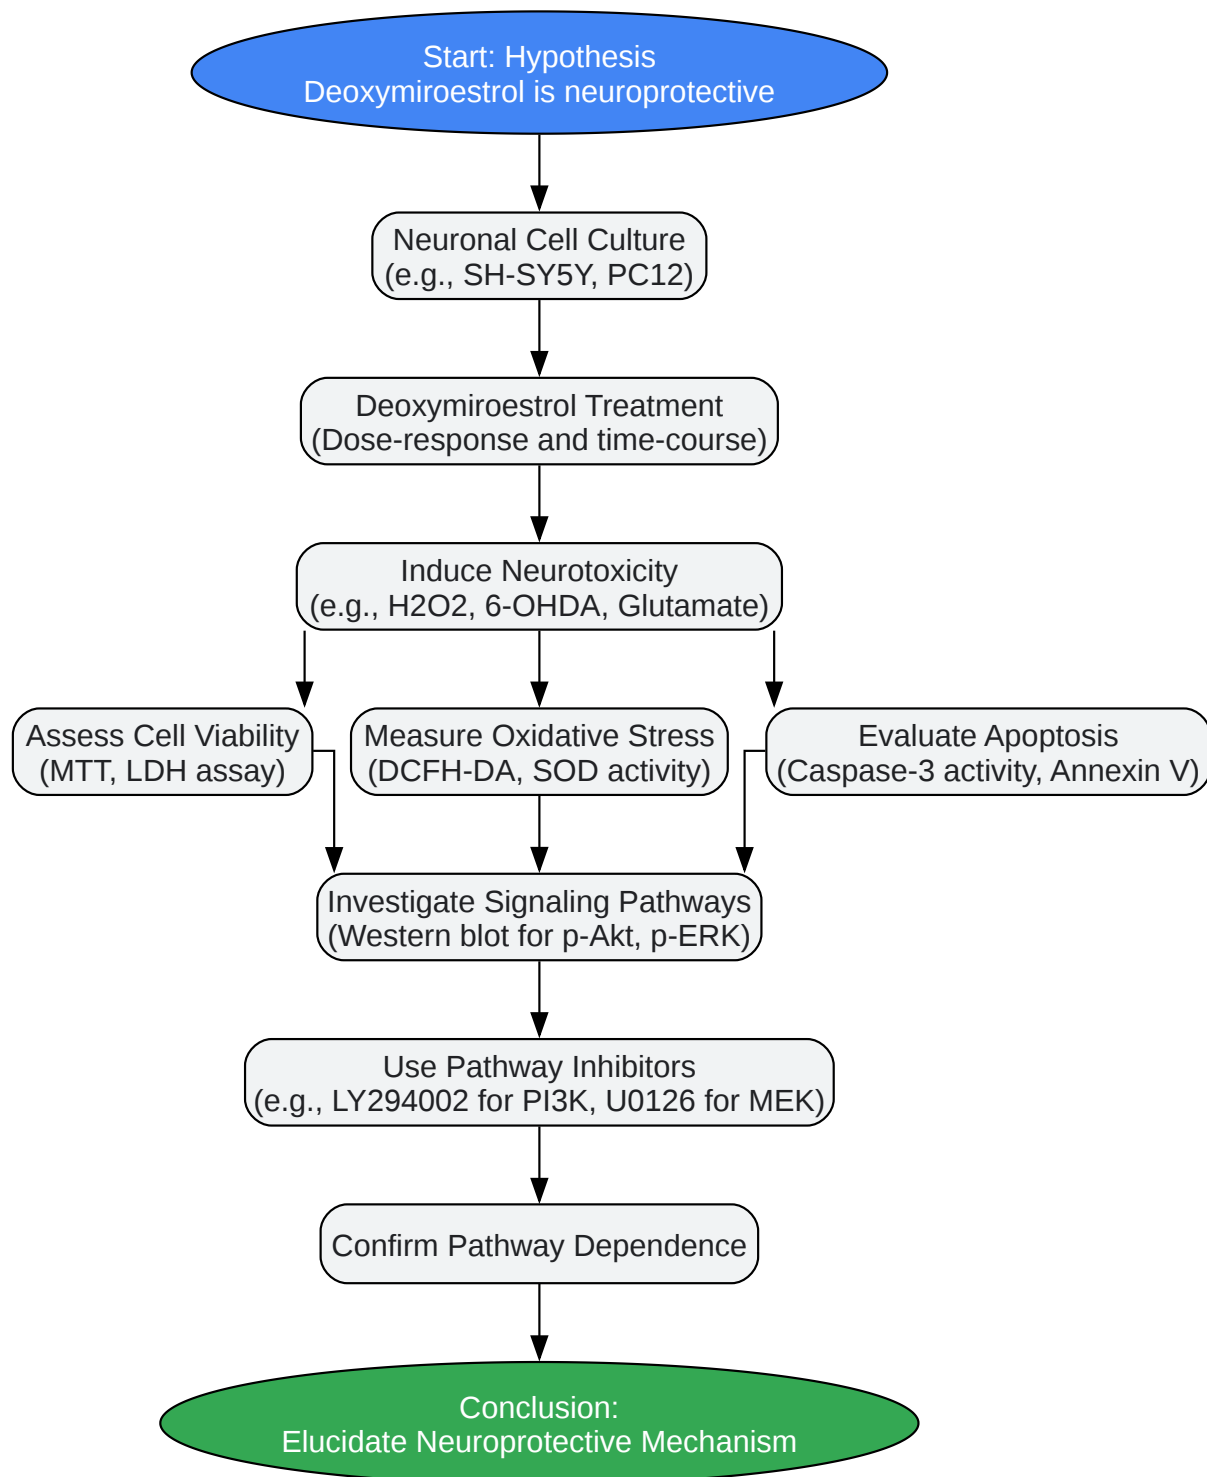 Start: Hypothesis
Deoxymiroestrol is neuroprotective
Neuronal Cell Culture
(e.g., SH-SY5Y, PC12)
Deoxymiroestrol Treatment
(Dose-response and time-course)
Induce Neurotoxicity
(e.g., H2O2, 6-OHDA, Glutamate)
Assess Cell Viability
(MTT, LDH assay)
Measure Oxidative Stress
(DCFH-DA, SOD activity)
Evaluate Apoptosis
(Caspase-3 activity, Annexin V)
Investigate Signaling Pathways
(Western blot for p-Akt, p-ERK)
Use Pathway Inhibitors
(e.g., LY294002 for PI3K, U0126 for MEK)
Confirm Pathway Dependence
Conclusion:
Elucidate Neuroprotective Mechanism